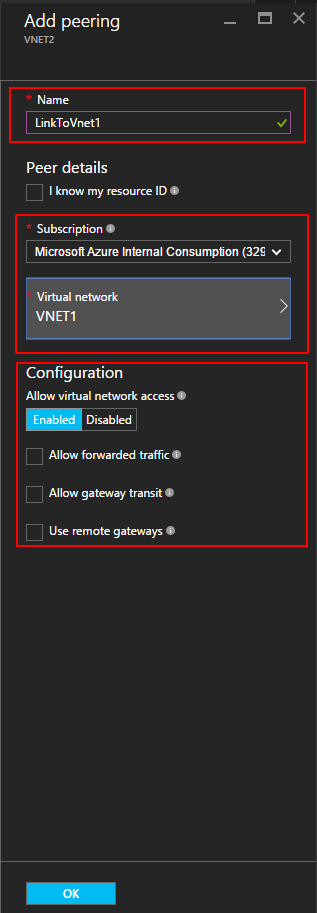 Add peering
VNET2
* Name
LinkToVnet1
Peer details
I know my resource ID
* Subscription
Microsoft Azure Internal Consumption (329
* Virtual network
VNET1
Configuration
Allow virtual network access
Enabled Disabled
Allow forwarded traffic
Allow gateway transit
Use remote gateways
OK